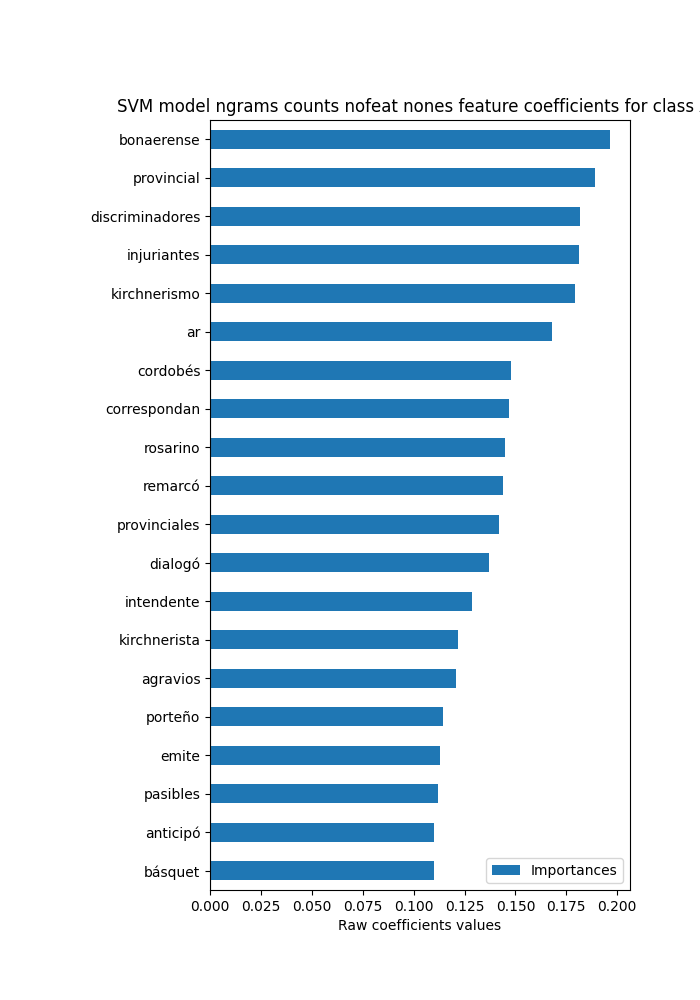 SVM model ngrams counts nofeat nones feature coefficients for class
bonaerense
provincial
discriminadores
injuriantes
kirchnerismo
ar
cordobés
correspondan
rosarino
remarcó
provinciales
dialogó
intendente
kirchnerista
agravios
porteño
emite
pasibles
anticipó
básquet
Importances
0.000 0.025 0.050 0.075 0.100 0.125 0.150 0.175 0.200
Raw coefficients values